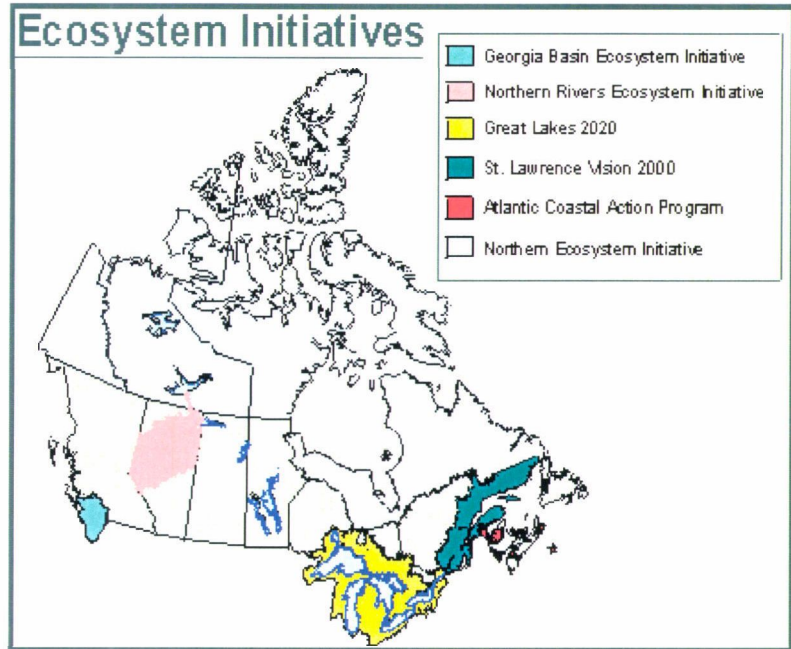 Ecosystem Initiatives
Georgia Basin Ecosystem Initiative
Northern Rivers Ecosystem Initiative
Great Lakes 2020
St. Lawrence Vision 2000
Atlantic Coastal Action Program
Northern Ecosystem Initiative